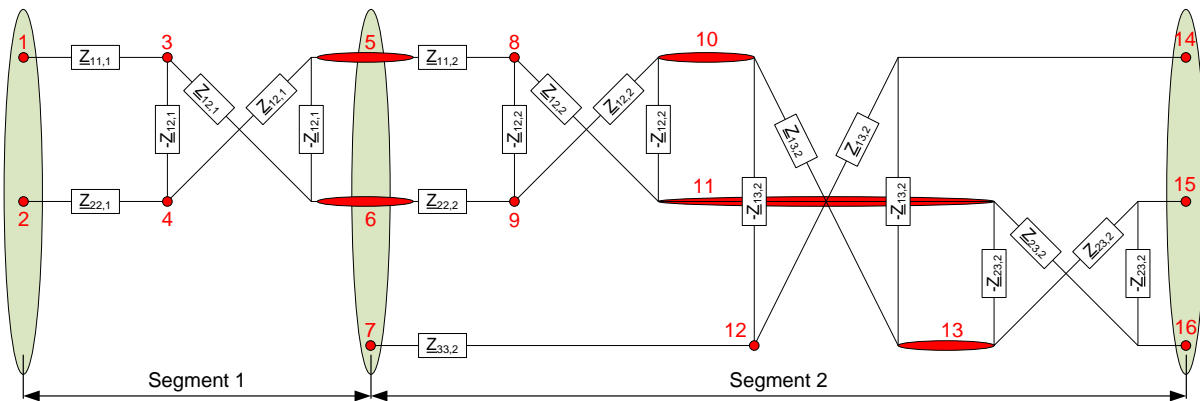 1
3
5
8
10
14
Z11,1
Z11,2
Z12,1
Z12,1
Z12,2
Z12,2
-Z12,1
-Z12,1
-Z12,2
-Z12,2
Z13,2
Z13,2
2
Z22,1
4
6
Z22,2
9
11
-Z13,2
-Z13,2
15
Z23,2
Z23,2
-Z23,2
-Z23,2
7
Z33,2
12
13
16
Segment 1
Segment 2